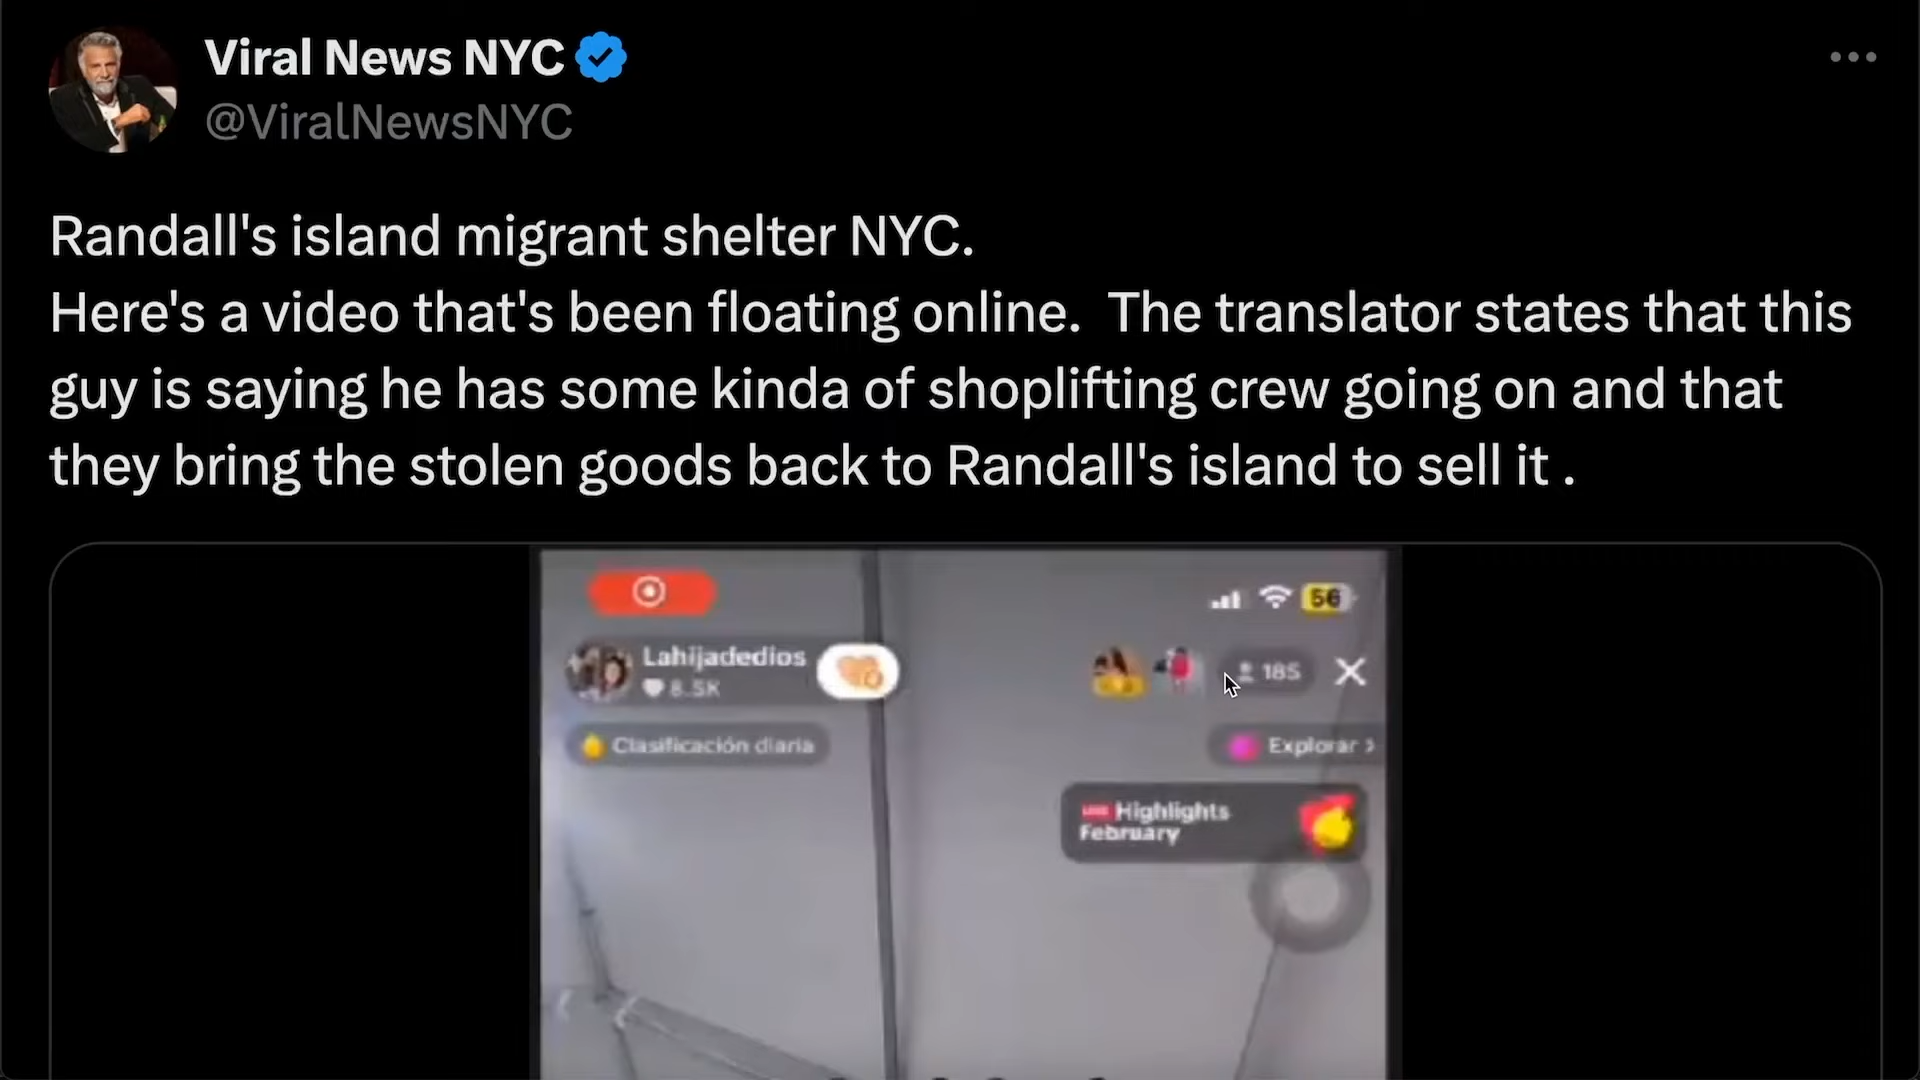 Viral News NYC
@ViralNewsNYC
Randall's island migrant shelter NYC.
Here's a video that's been floating online.  The translator states that this
guy is saying he has some kinda of shoplifting crew going on and that
they bring the stolen goods back to Randall's island to sell it .
56
Lahijadedios
8.5K
185
Clasificación diaria
Explorar >
LIVE Highlights
February